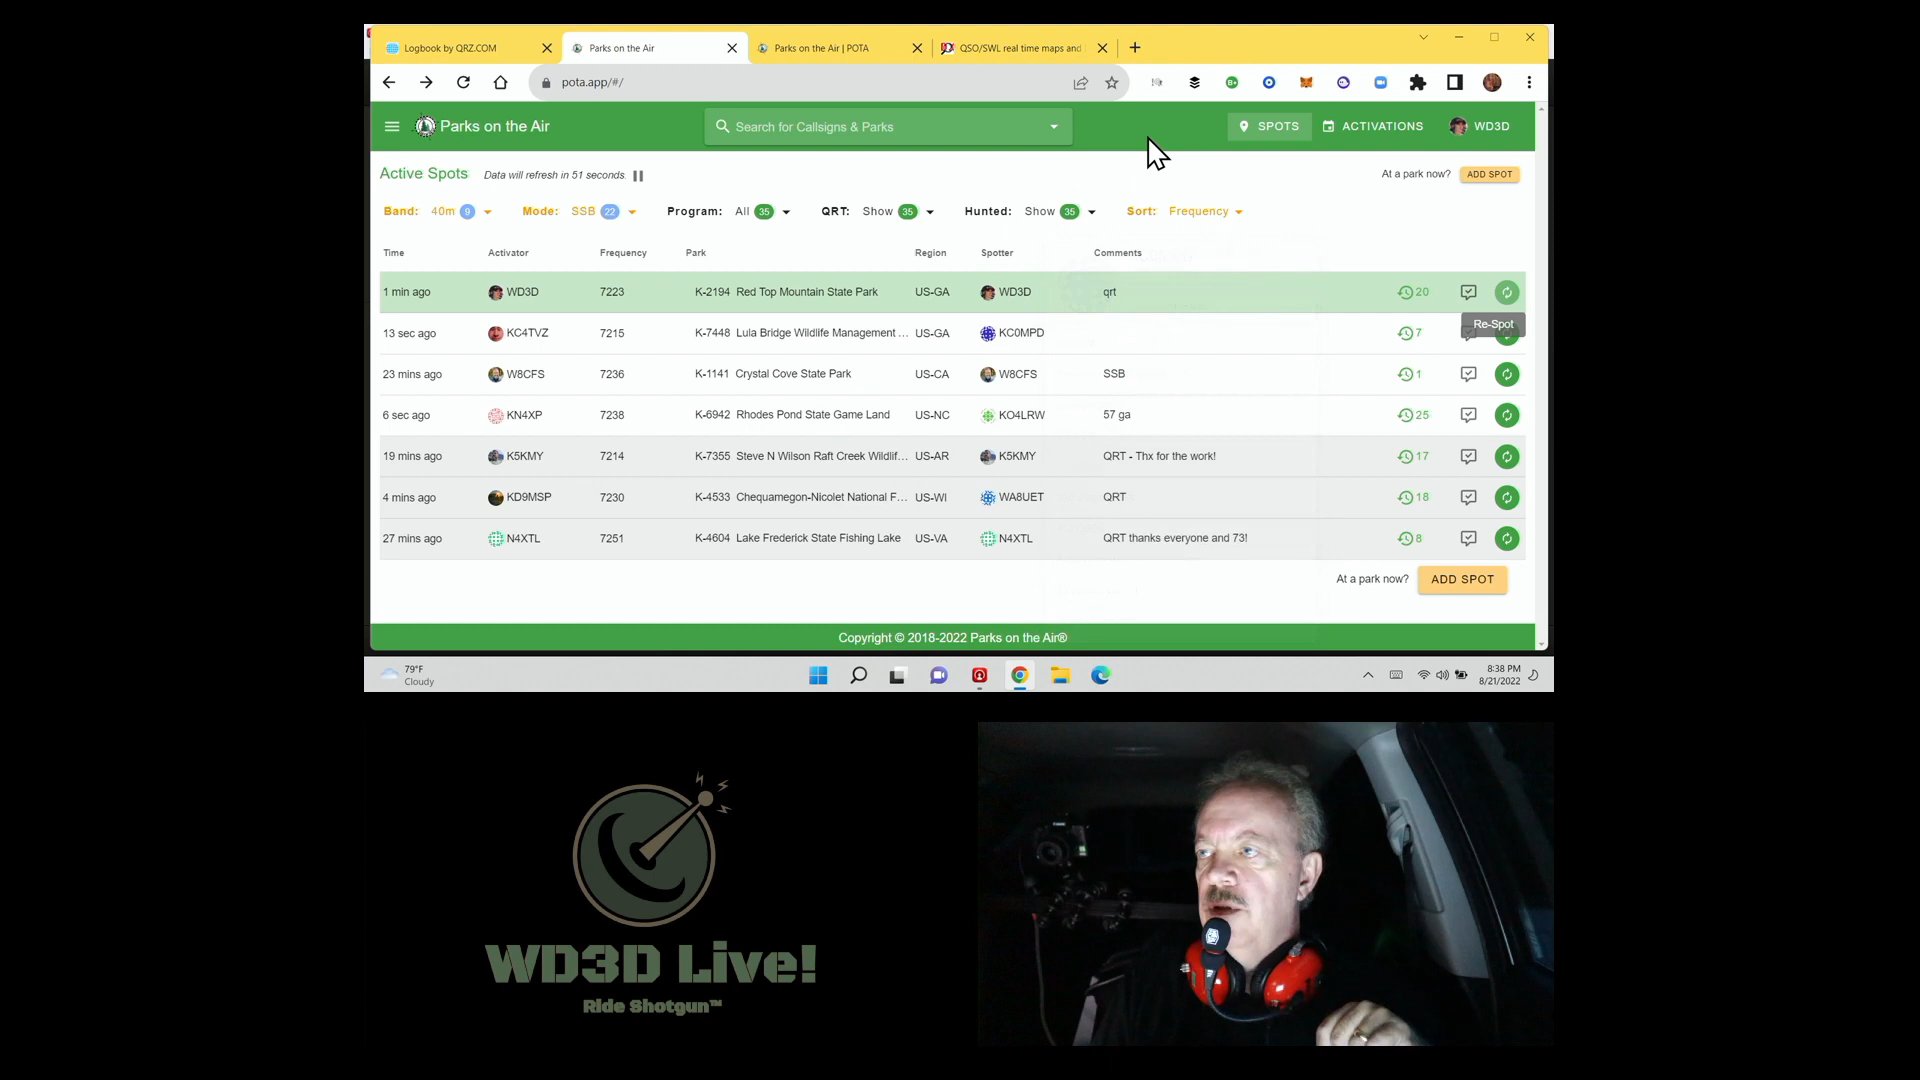 Logbook by QRZ.COM
Parks on the Air
Parks on the Air | POTA
QSO/SWL real time maps and
pota.app/#/
Parks on the Air
Search for Callsigns & Parks
SPOTS
ACTIVATIONS
WD3D
Active Spots
Data will refresh in 51 seconds.
At a park now?
ADD SPOT
Band: 40m 9
Mode: SSB 22
Program: All 35
QRT: Show 35
Hunted: Show 35
Sort: Frequency
Time Activator Frequency Park Region Spotter Comments
1 min ago WD3D 7223 K-2194 Red Top Mountain State Park US-GA WD3D qrt 20
Re-Spot
13 sec ago KC4TVZ 7215 K-7448 Lula Bridge Wildlife Management ... US-GA KC0MPD 7
23 mins ago W8CFS 7236 K-1141 Crystal Cove State Park US-CA W8CFS SSB 1
6 sec ago KN4XP 7238 K-6942 Rhodes Pond State Game Land US-NC KO4LRW 57 ga 25
19 mins ago K5KMY 7214 K-7355 Steve N Wilson Raft Creek Wildlif... US-AR K5KMY QRT - Thx for the work! 17
4 mins ago KD9MSP 7230 K-4533 Chequamegon-Nicolet National F... US-WI WA8UET QRT 18
27 mins ago N4XTL 7251 K-4604 Lake Frederick State Fishing Lake US-VA N4XTL QRT thanks everyone and 73! 8
At a park now?
ADD SPOT
Copyright © 2018-2022 Parks on the Air®
79°F
Cloudy
8:38 PM
8/21/2022
WD3D Live!
Ride Shotgun™